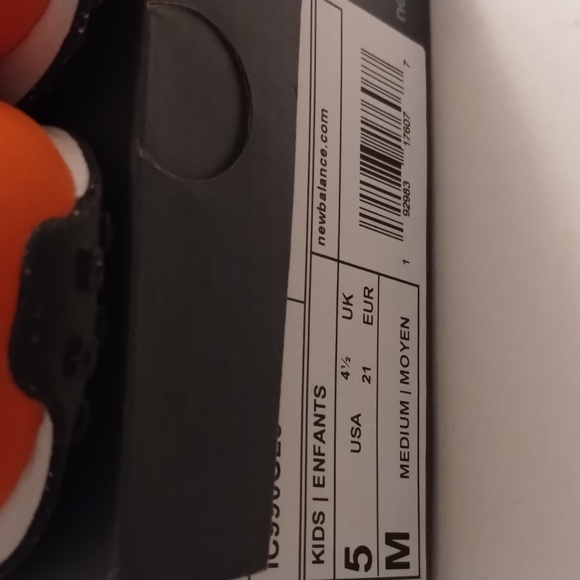 KIDS | ENFANTS
newbalance.com
5 USA 4½ UK
21 EUR
M MEDIUM | MOYEN
1 92983 17607 7